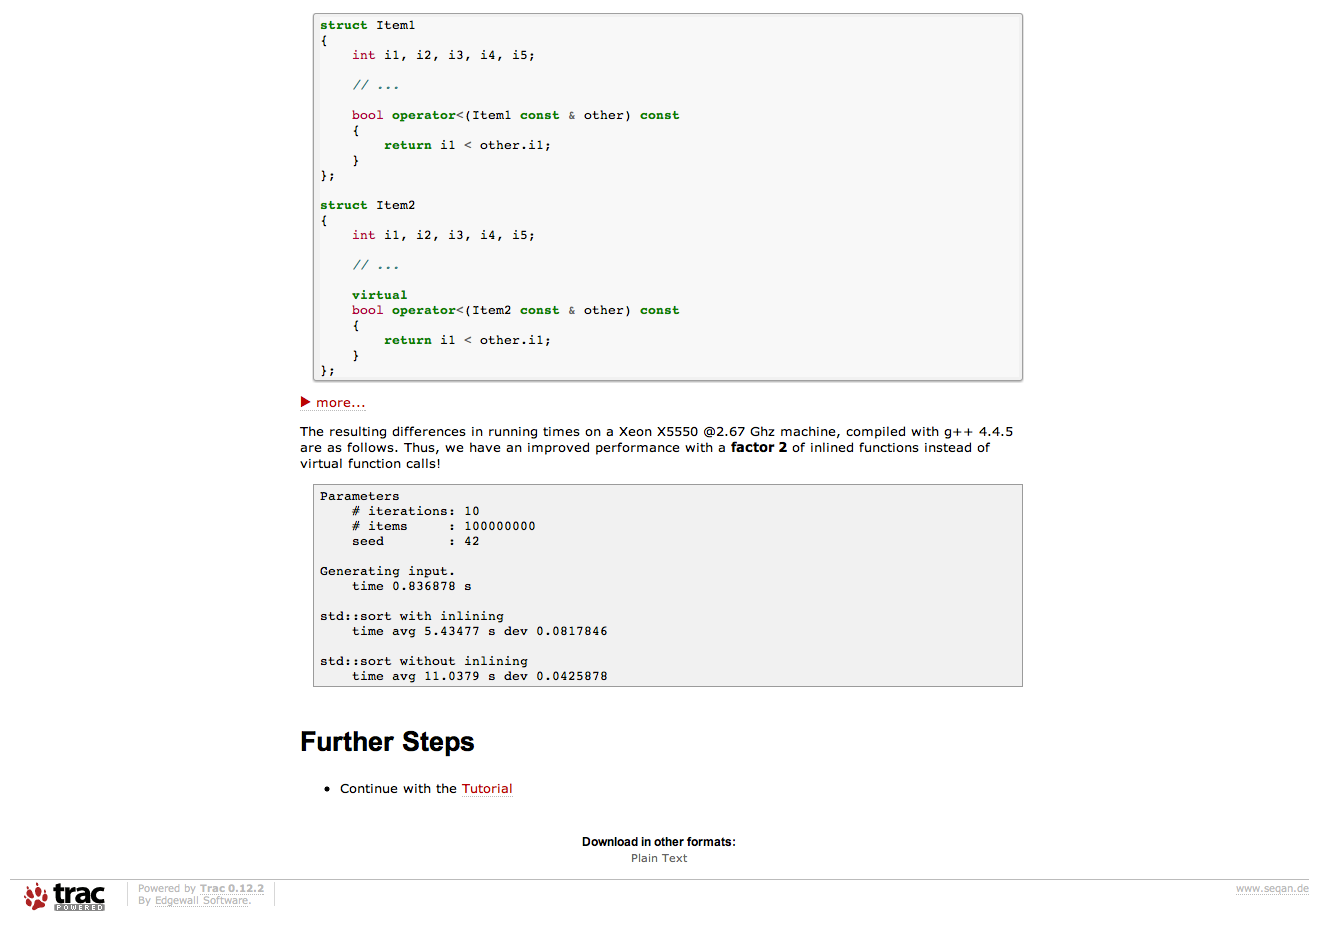 struct Item1
{
    int i1, i2, i3, i4, i5;
    // ...
    bool operator<(Item1 const & other) const
    {
        return i1 < other.i1;
    }
};
struct Item2
{
    int i1, i2, i3, i4, i5;
    // ...
    virtual
    bool operator<(Item2 const & other) const
    {
        return i1 < other.i1;
    }
};
▶ more...
The resulting differences in running times on a Xeon X5550 @2.67 Ghz machine, compiled with g++ 4.4.5
are as follows. Thus, we have an improved performance with a factor 2 of inlined functions instead of
virtual function calls!
Parameters
    # iterations: 10
    # items     : 100000000
    seed        : 42
Generating input.
    time 0.836878 s
std::sort with inlining
    time avg 5.43477 s dev 0.0817846
std::sort without inlining
    time avg 11.0379 s dev 0.0425878
Further Steps
• Continue with the Tutorial
Download in other formats:
Plain Text
trac
POWERED
Powered by Trac 0.12.2
By Edgewall Software.
www.seqan.de